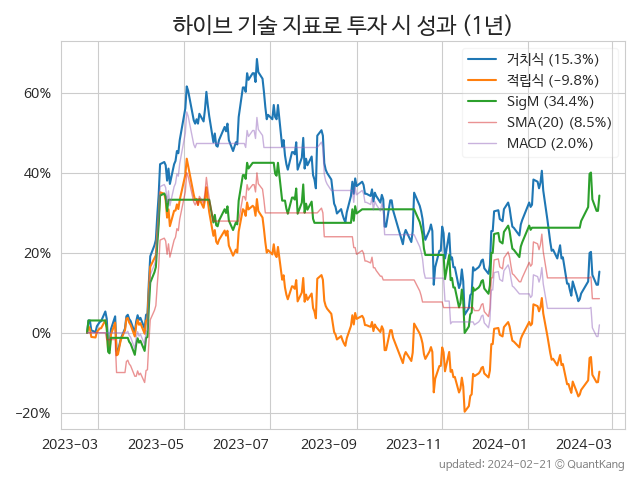 하이브 기술 지표로 투자 시 성과 (1년)
거치식 (15.3%)
적립식 (-9.8%)
SigM (34.4%)
SMA(20) (8.5%)
MACD (2.0%)
60%
40%
20%
0%
−20%
2023-03 2023-05 2023-07 2023-09 2023-11 2024-01 2024-03
updated: 2024-02-21 © QuantKang